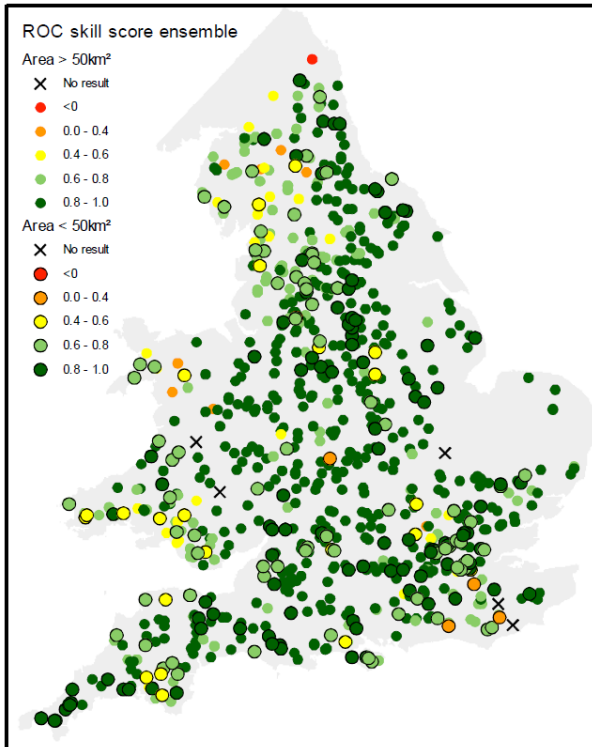 ROC skill score ensemble
Area > 50km²
No result
<0
0.0 - 0.4
0.4 - 0.6
0.6 - 0.8
0.8 - 1.0
Area < 50km²
No result
<0
0.0 - 0.4
0.4 - 0.6
0.6 - 0.8
0.8 - 1.0